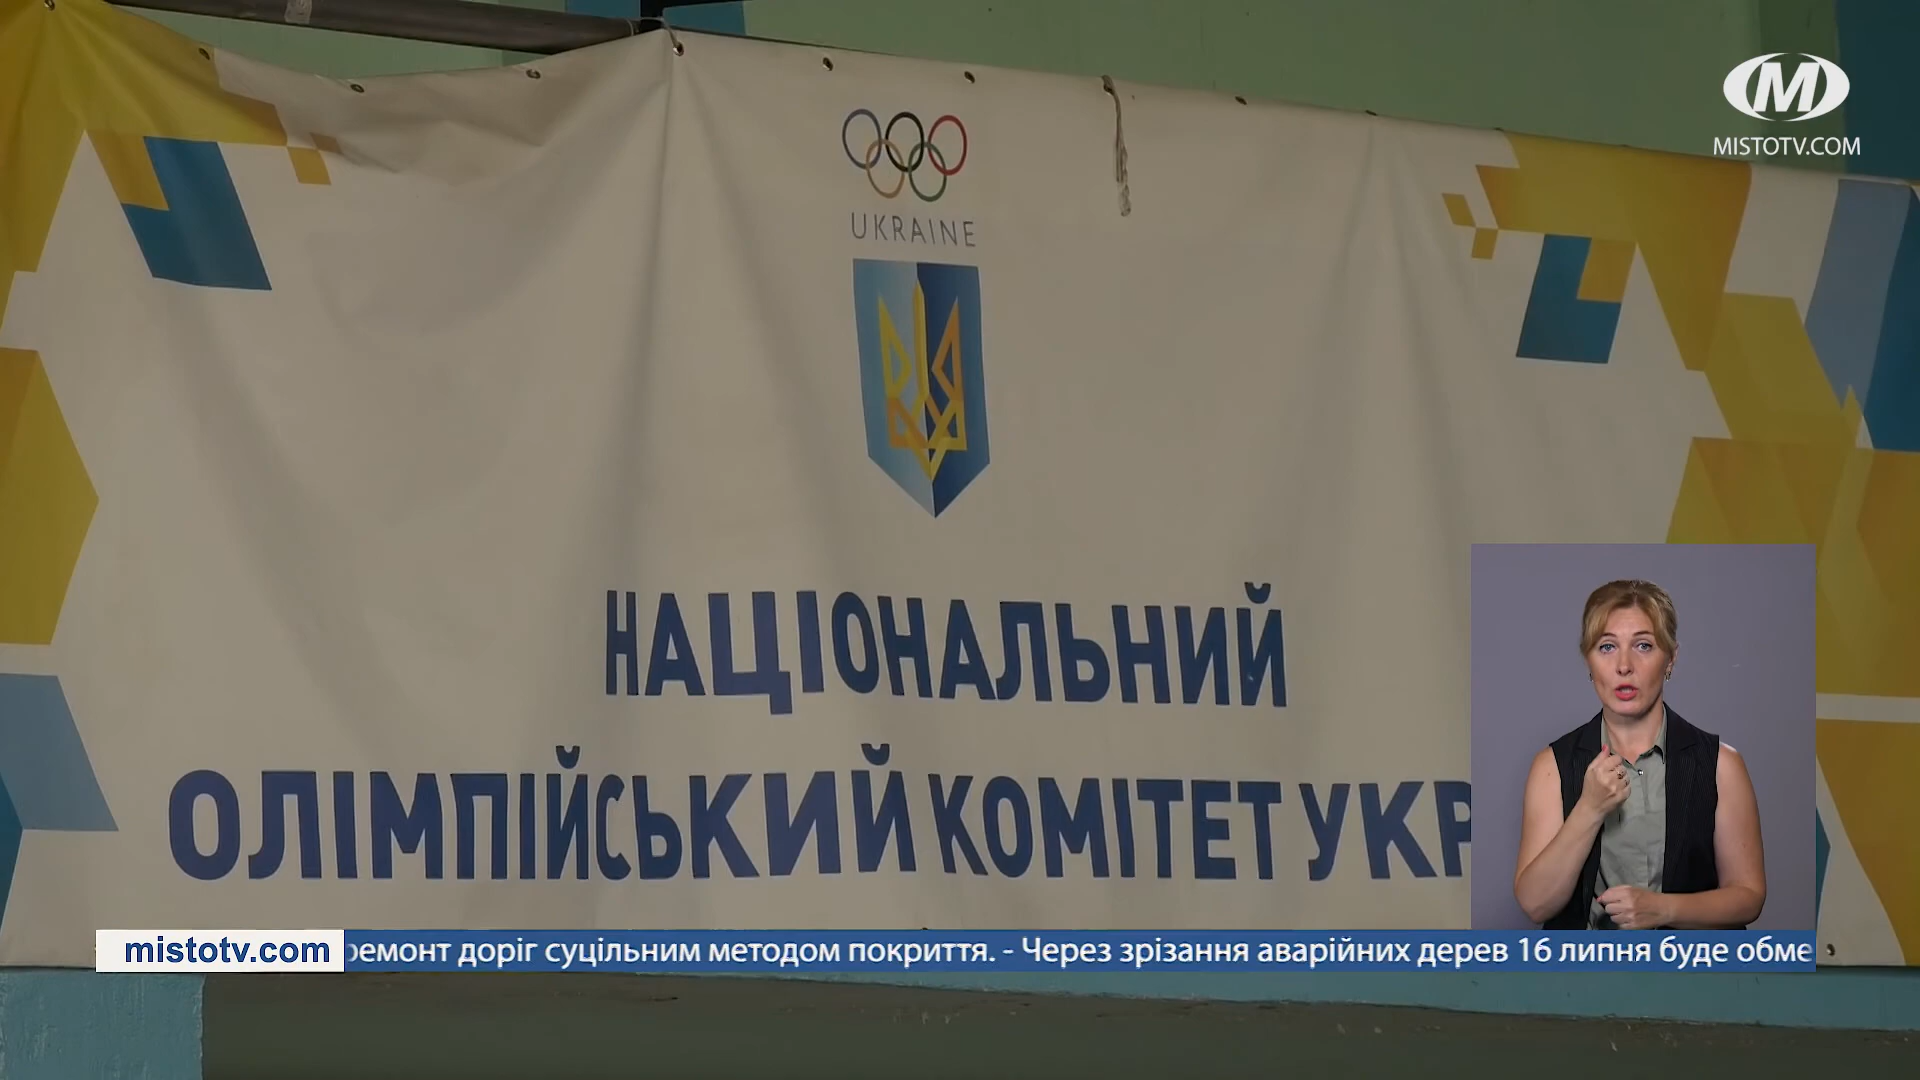 M
MISTOTV.COM
UKRAINE
НАЦІОНАЛЬНИЙ
ОЛІМПІЙСЬКИЙ КОМІТЕТ УКР
mistotv.com
ремонт доріг суцільним методом покриття. - Через зрізання аварійних дерев 16 липня буде обме